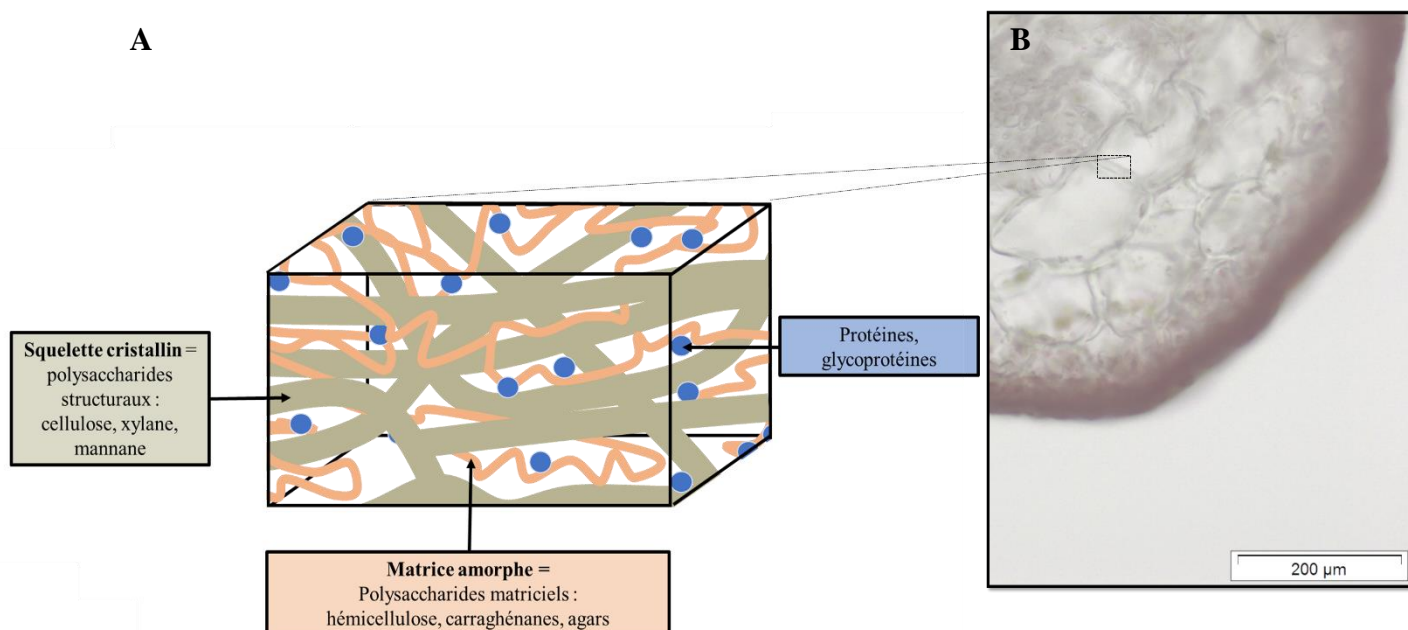 A
B
Squelette cristallin =
polysaccharides
structuraux :
cellulose, xylane,
mannane
Protéines,
glycoprotéines
Matrice amorphe =
Polysaccharides matriciels :
hémicellulose, carraghénanes, agars
200 µm